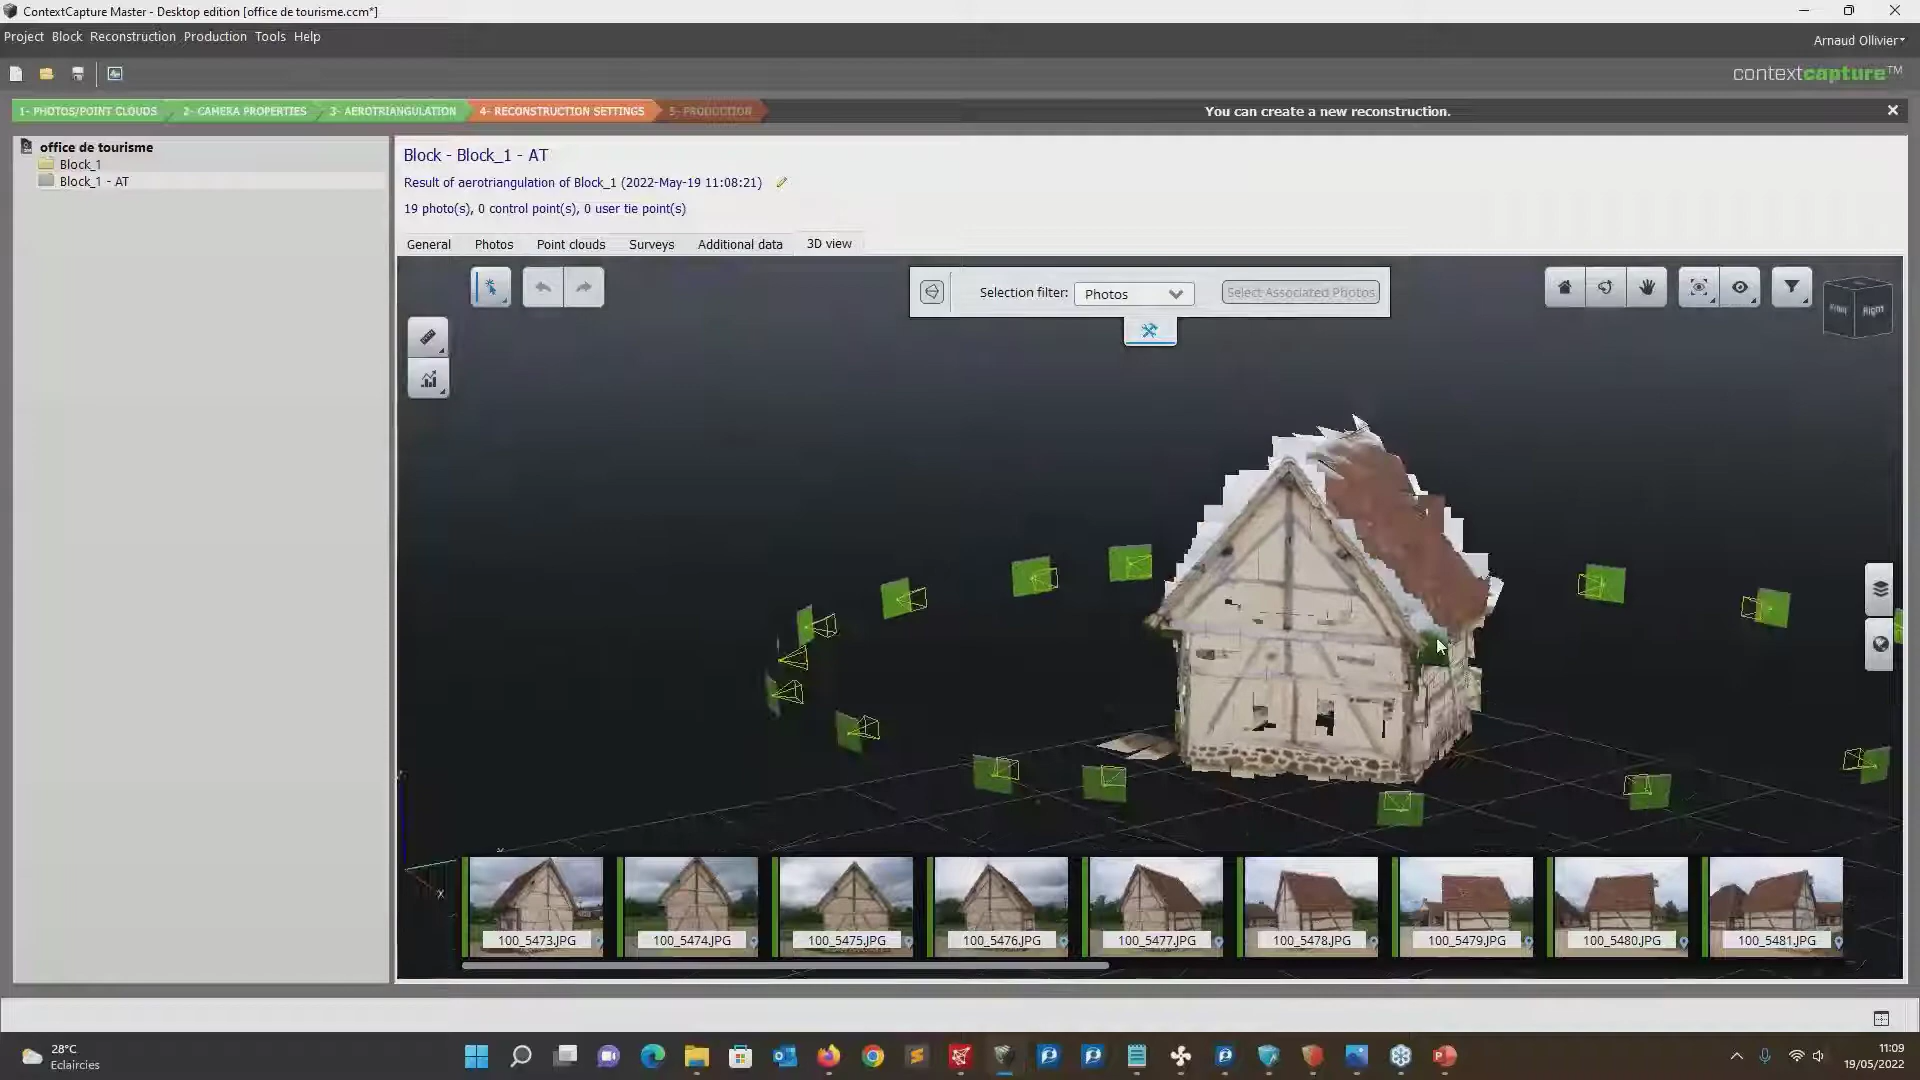 ContextCapture Master - Desktop edition [office de tourisme.ccm*]
Project Block Reconstruction Production Tools Help
Arnaud Ollivier
contextcapture™
1- PHOTOS/POINT CLOUDS 2- CAMERA PROPERTIES 3- AEROTRIANGULATION 4- RECONSTRUCTION SETTINGS 5- PRODUCTION You can create a new reconstruction.
office de tourisme
Block_1
Block_1 - AT
Block - Block_1 - AT
Result of aerotriangulation of Block_1 (2022-May-19 11:08:21)
19 photo(s), 0 control point(s), 0 user tie point(s)
General Photos Point clouds Surveys Additional data 3D view
Selection filter: Photos Select Associated Photos
Front Right
X
100_5473.JPG 100_5474.JPG 100_5475.JPG 100_5476.JPG 100_5477.JPG 100_5478.JPG 100_5479.JPG 100_5480.JPG 100_5481.JPG
28°C
Eclaircies
11:09
19/05/2022